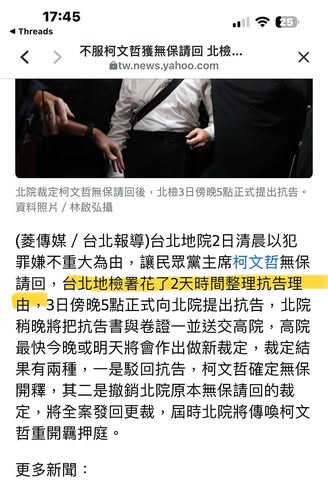 17:45
25
◀ Threads
不服柯文哲獲無保請回 北檢...
tw.news.yahoo.com
北院裁定柯文哲無保請回後，北檢3日傍晚5點正式提出抗告。
資料照片／林啟弘攝
(菱傳媒／台北報導)台北地院2日清晨以犯
罪嫌不重大為由，讓民眾黨主席柯文哲無保
請回，台北地檢署花了2天時間整理抗告理
由，3日傍晚5點正式向北院提出抗告，北院
稍晚將把抗告書與卷證一並送交高院，高院
最快今晚或明天將會作出做新裁定，裁定結
果有兩種，一是駁回抗告，柯文哲確定無保
開釋，其二是撤銷北院原本無保請回的裁
定，將全案發回更裁，屆時北院將傳喚柯文
哲重開羈押庭。
更多新聞：